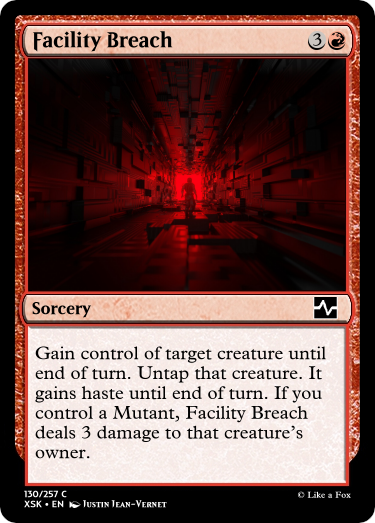 Facility Breach 3
Sorcery
Gain control of target creature until
end of turn. Untap that creature. It
gains haste until end of turn. If you
control a Mutant, Facility Breach
deals 3 damage to that creature's
owner.
130/257 C
XSK • EN Justin Jean-Vernet
© Like a Fox